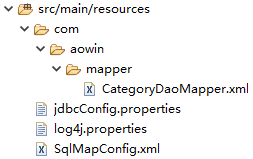 src/main/resources
com
aowin
mapper
CategoryDaoMapper.xml
jdbcConfig.properties
log4j.properties
SqlMapConfig.xml